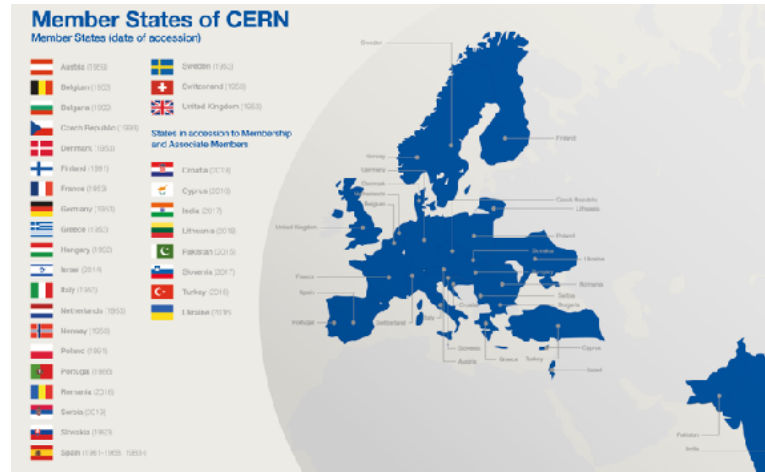 Member States of CERN
Member States (date of accession)
Austria
Belgium
Bulgaria
Czech Republic
Denmark (1953)
Finland (1991)
France (1953)
Germany (1953)
Greece (1953)
Hungary (1992)
Israel (2014)
Italy (1953)
Netherlands (1953)
Norway (1953)
Poland (1991)
Portugal
Romania (2016)
Serbia (2019)
Slovakia (1993)
Spain
Sweden (1953)
Switzerland (1953)
United Kingdom (1953)
States in accession to Membership
and Associate Members
Croatia (2019)
Cyprus (2016)
India (2017)
Lithuania (2018)
Pakistan (2015)
Slovenia (2017)
Turkey (2015)
Ukraine (2016)
Sweden
Finland
Norway
Germany
Denmark
Netherlands
Belgium
Czech Republic
Lithuania
United Kingdom
Poland
Slovakia
Ukraine
Hungary
France
Romania
Spain
Serbia
Croatia
Bulgaria
Portugal
Switzerland
Italy
Slovenia
Cyprus
Austria
Greece
Turkey
Israel
Pakistan
India